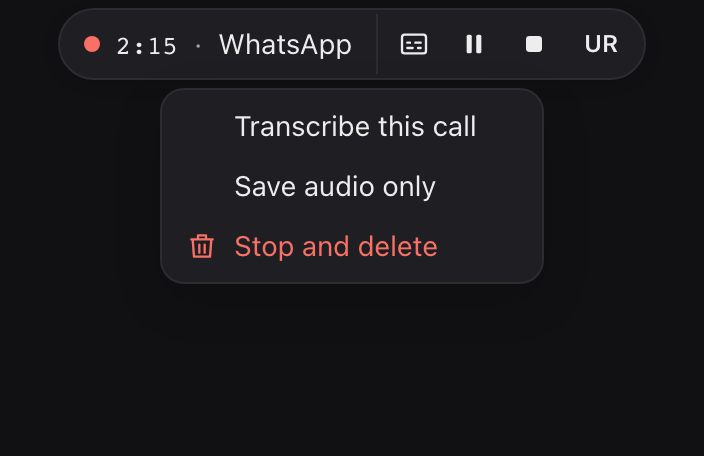 2:15 · WhatsApp UR
Transcribe this call
Save audio only
Stop and delete